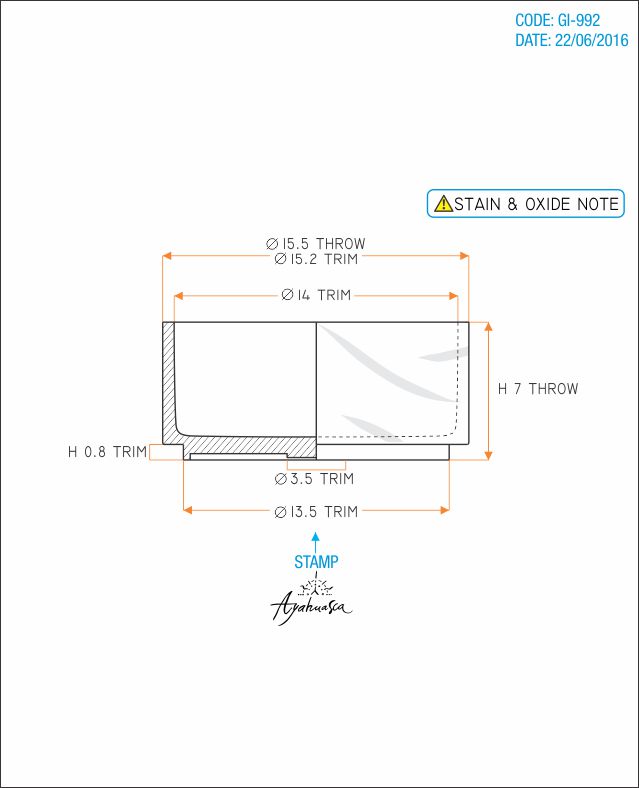 CODE: GI-992
DATE: 22/06/2016
STAIN & OXIDE NOTE
Ø 15.5 THROW
Ø 15.2 TRIM
Ø 14 TRIM
H 7 THROW
H 0.8 TRIM
Ø 3.5 TRIM
Ø 13.5 TRIM
STAMP
Ayahuasca